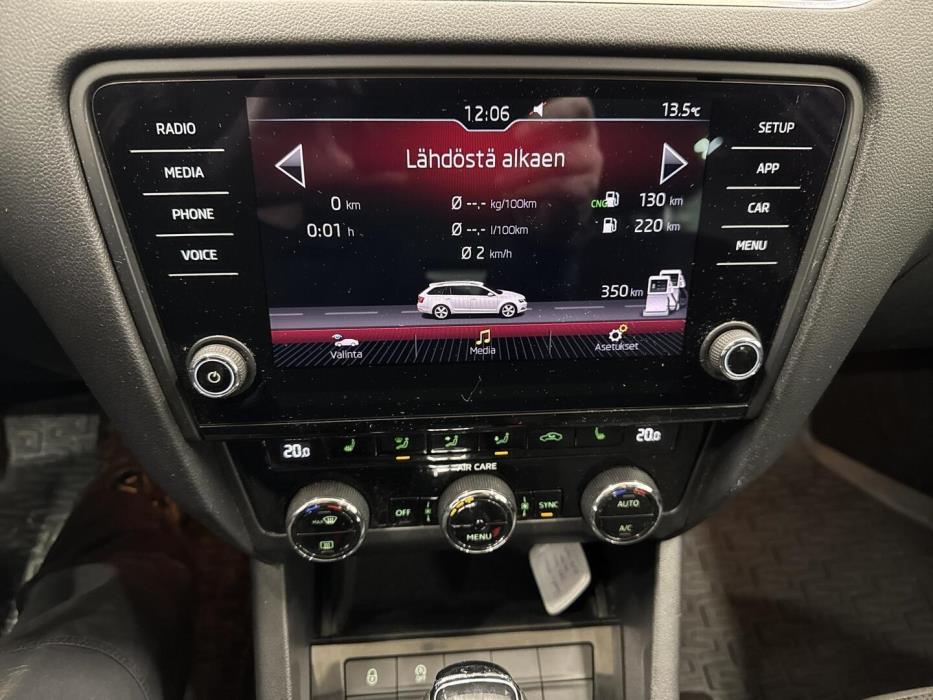 12:06
13.5°C
RADIO
MEDIA
PHONE
VOICE
SETUP
APP
CAR
MENU
Lähdöstä alkaen
0 km
0:01 h
Ø --,- kg/100km
Ø --,- l/100km
Ø 2 km/h
CNG 130 km
220 km
350 km
Valinta
Media
Asetukset
20.0
20.0
AIR CARE
MAX
OFF
MENU
SYNC
AUTO
A/C